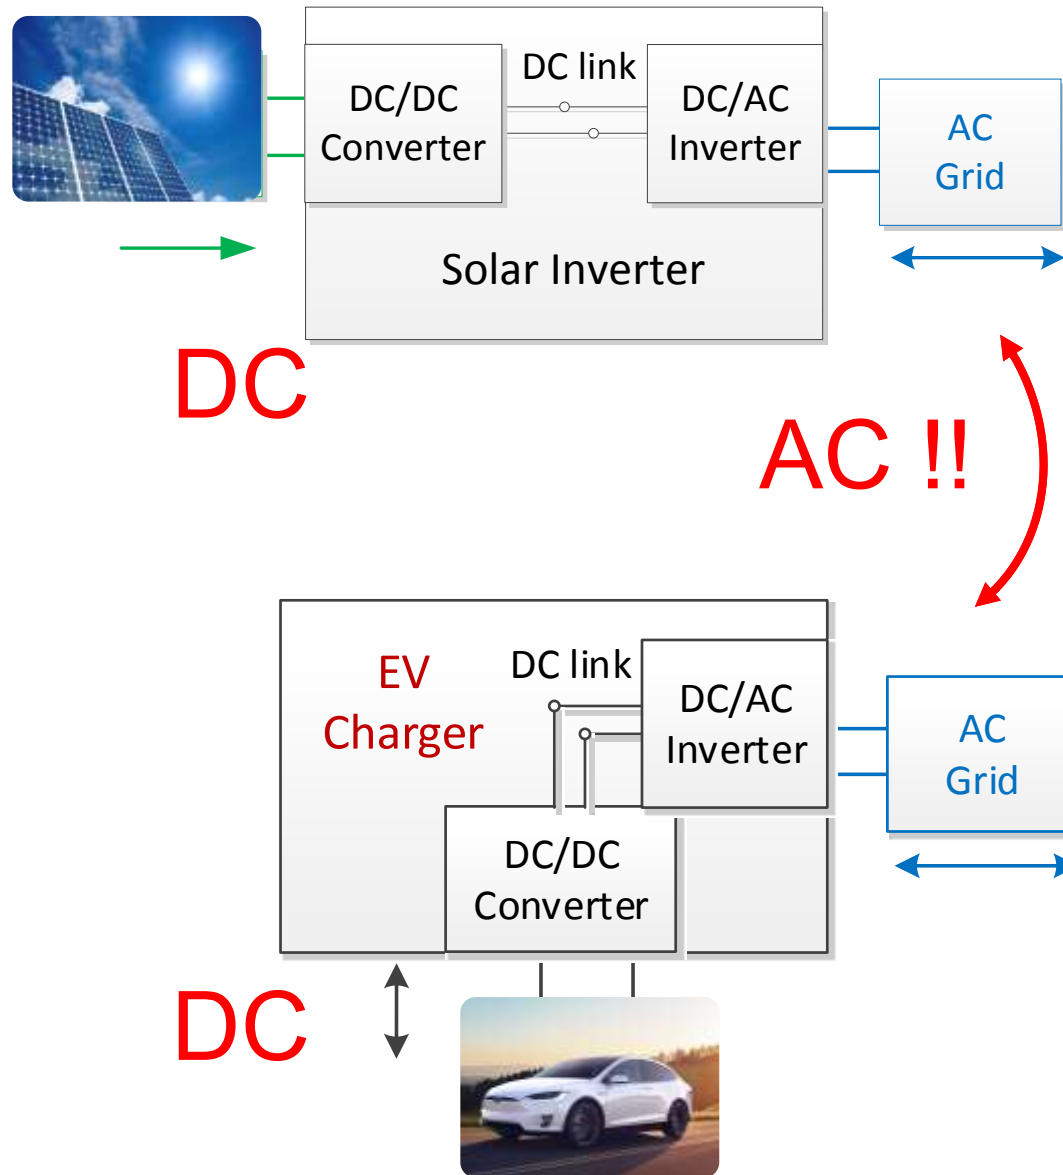 DC link
DC/DC
Converter
DC/AC
Inverter
AC
Grid
Solar Inverter
DC
AC !!
EV
Charger
DC link
DC/AC
Inverter
AC
Grid
DC/DC
Converter
DC